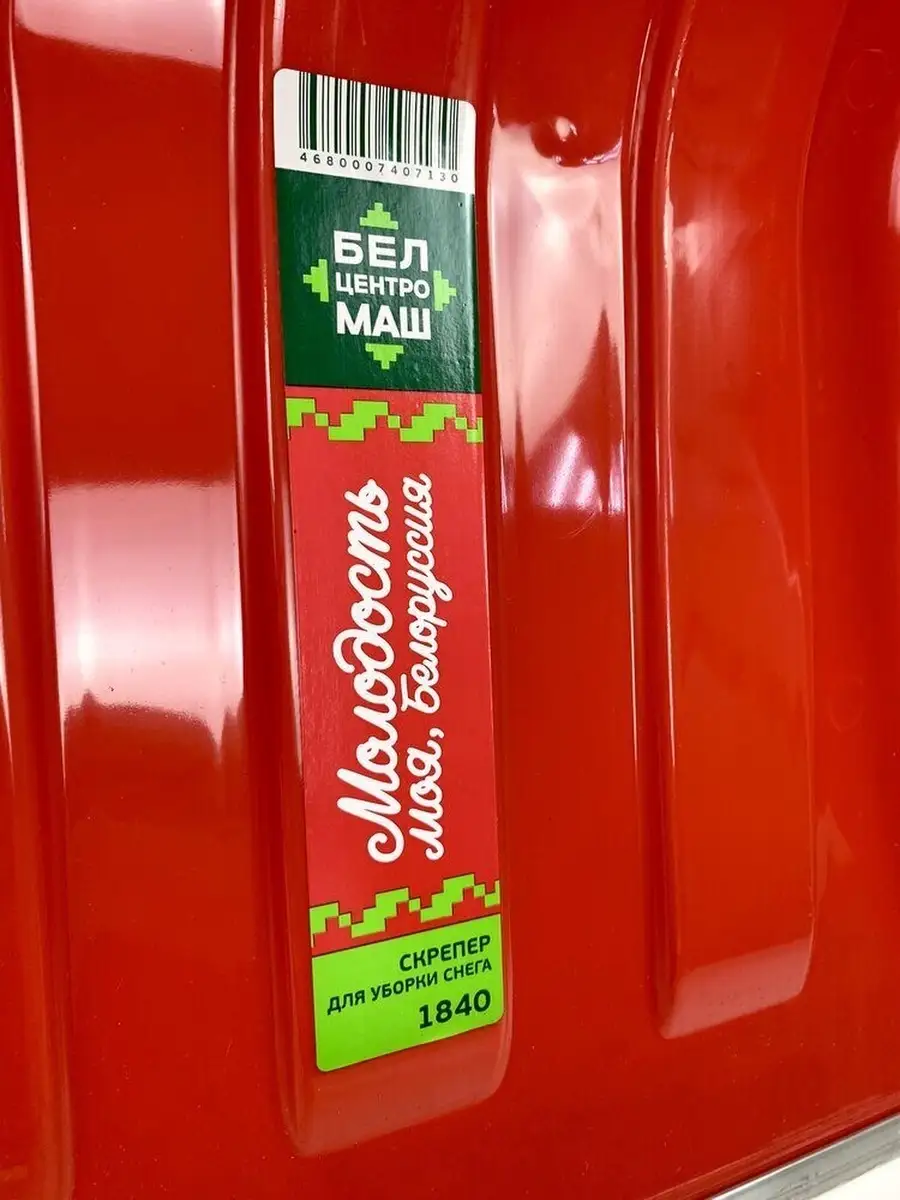 4680007407130
БЕЛ
ЦЕНТРО
МАШ
Молодость
моя, Белоруссия
СКРЕПЕР
ДЛЯ УБОРКИ СНЕГА
1840